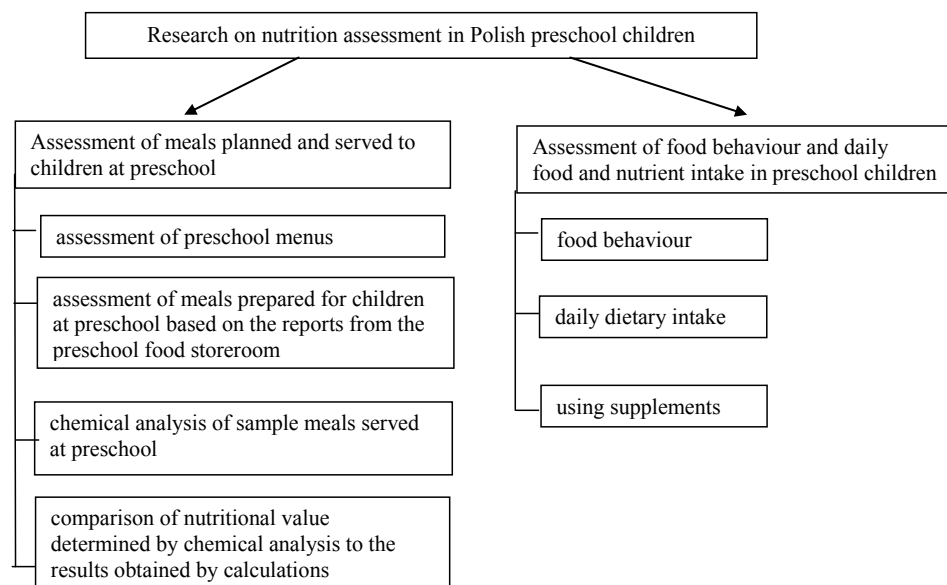 Research on nutrition assessment in Polish preschool children
Assessment of meals planned and served to
children at preschool
assessment of preschool menus
assessment of meals prepared for children
at preschool based on the reports from the
preschool food storeroom
chemical analysis of sample meals served
at preschool
comparison of nutritional value
determined by chemical analysis to the
results obtained by calculations
Assessment of food behaviour and daily
food and nutrient intake in preschool children
food behaviour
daily dietary intake
using supplements